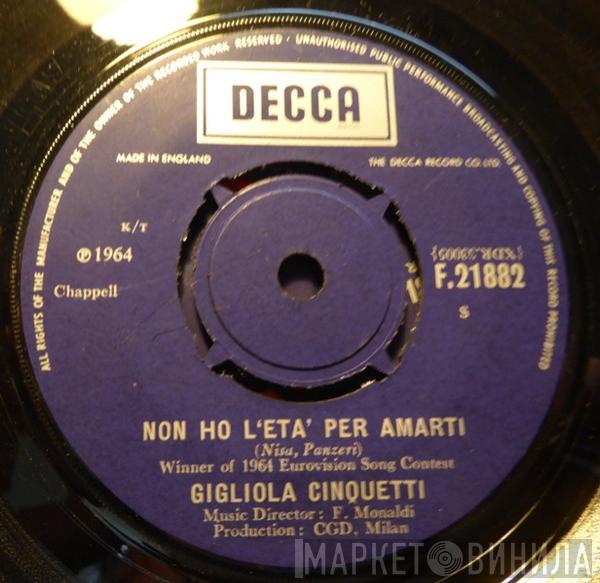 ALL RIGHTS OF THE MANUFACTURER AND OF THE OWNER OF THE RECORDED WORK RESERVED · UNAUTHORISED PUBLIC PERFORMANCE BROADCASTING AND COPYING OF THIS RECORD PROHIBITED
DECCA
MADE IN ENGLAND
THE DECCA RECORD CO. LTD.
K/T
℗ 1964
Chappell
{XDR.33005}
F.21882
S
NON HO L'ETA' PER AMARTI
(Nisa, Panzeri)
Winner of 1964 Eurovision Song Contest
GIGLIOLA CINQUETTI
Music Director: F. Monaldi
Production: CGD, Milan
МАРКЕТ ВИНИЛА